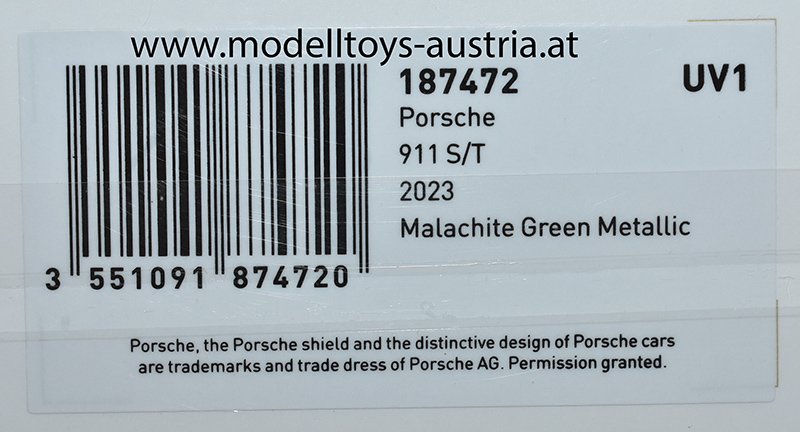 www.modelltoys-austria.at
187472 UV1
Porsche
911 S/T
2023
Malachite Green Metallic
3 551091 874720
Porsche, the Porsche shield and the distinctive design of Porsche cars
are trademarks and trade dress of Porsche AG. Permission granted.